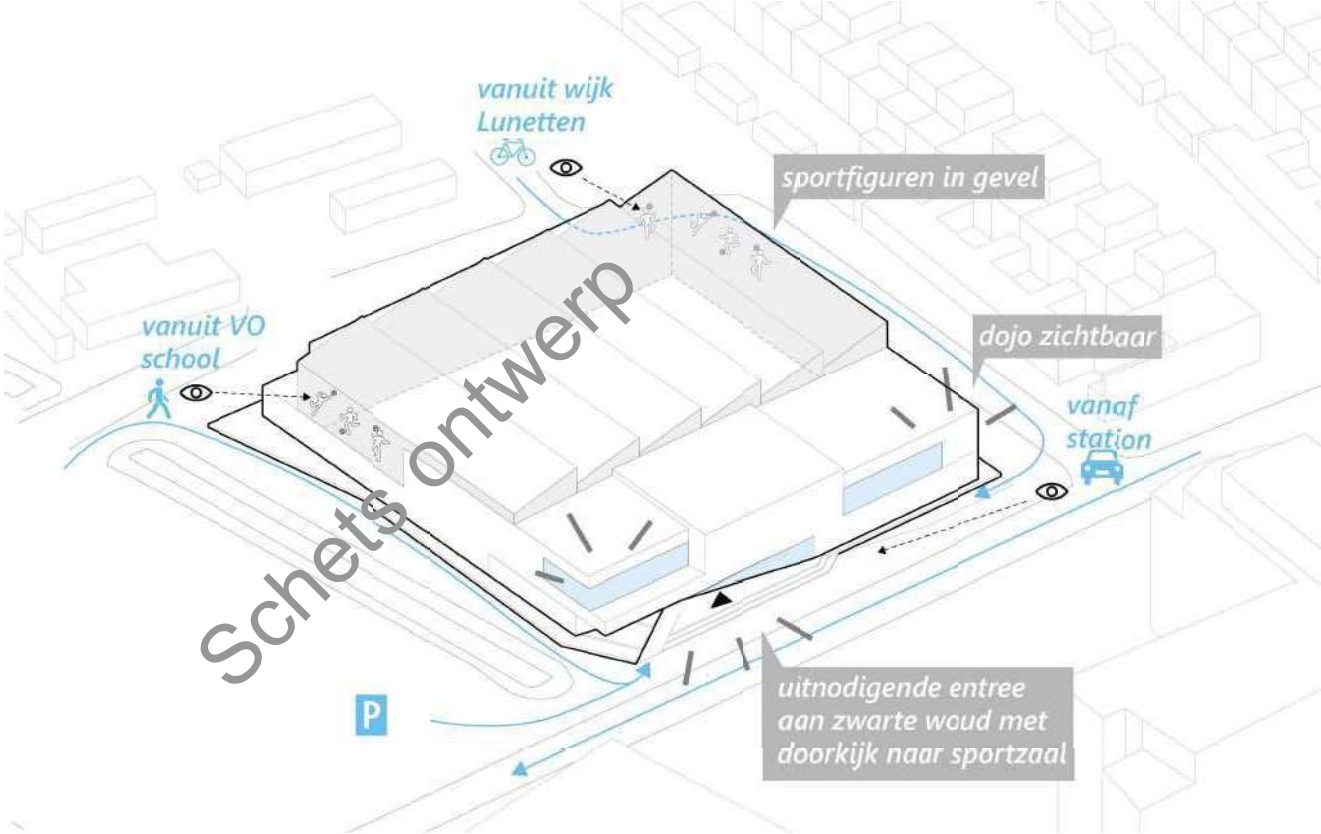 vanuit wijk
Lunetten
sportfiguren in gevel
vanuit VO
school
dojo zichtbaar
vanaf
station
Schets ontwerp
P
uitnodigende entree
aan zwarte woud met
doorkijk naar sportzaal